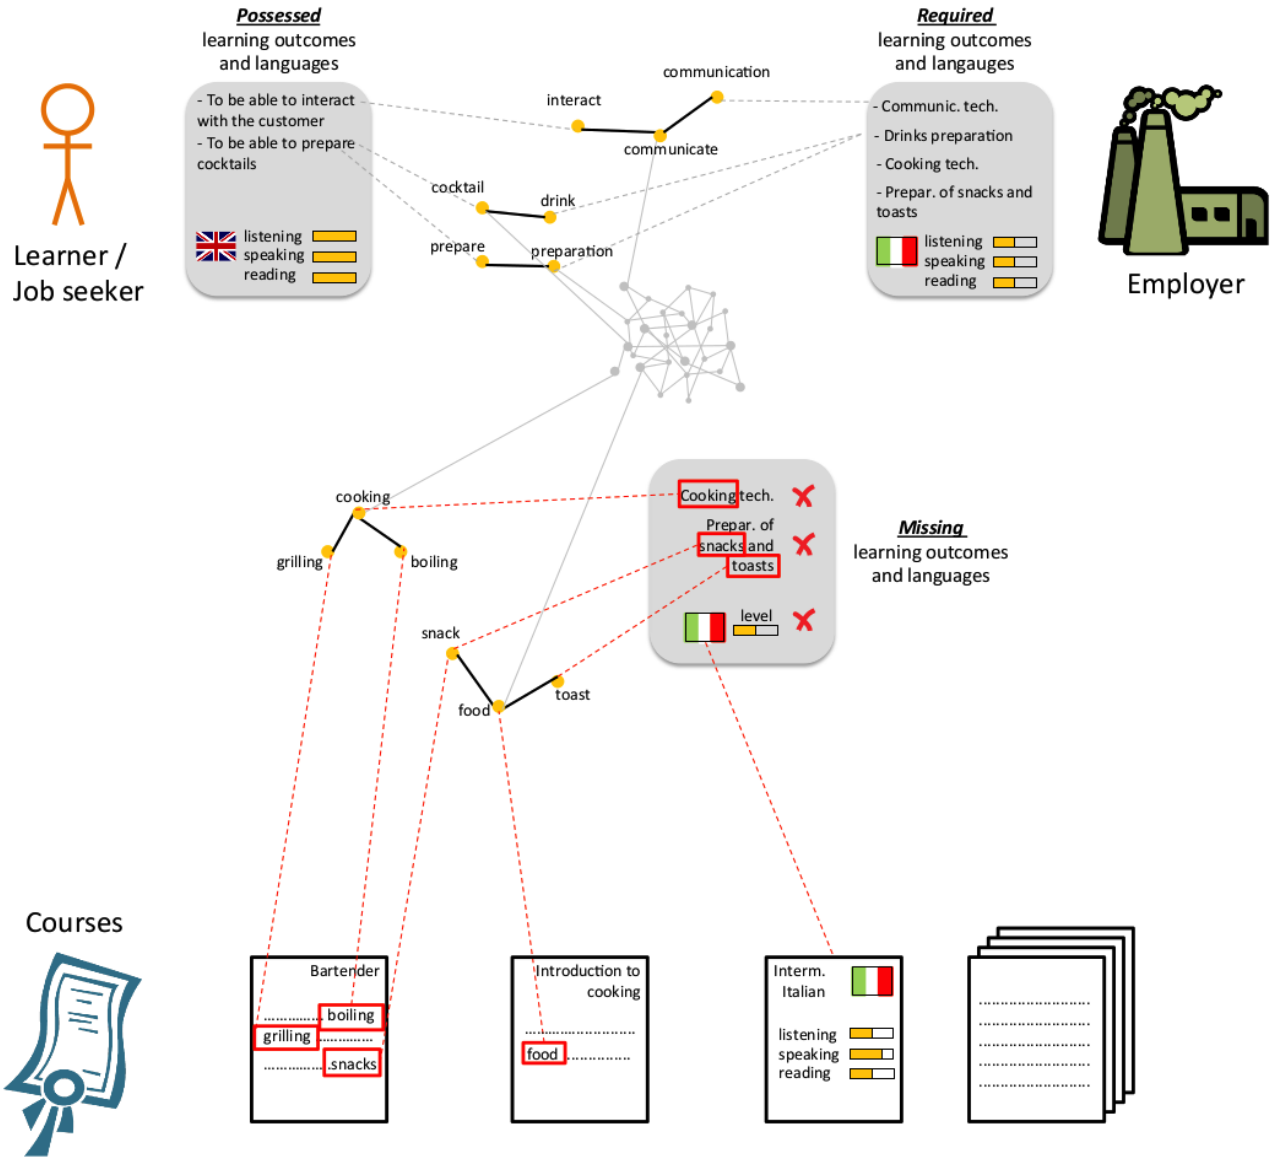 Possessed
learning outcomes
and languages
- To be able to interact
with the customer
- To be able to prepare
cocktails
listening
speaking
reading
Learner /
Job seeker
interact
communication
communicate
cocktail
drink
prepare
preparation
Required
learning outcomes
and langauges
- Communic. tech.
- Drinks preparation
- Cooking tech.
- Prepar. of snacks and
toasts
listening
speaking
reading
Employer
cooking
grilling
boiling
snack
food
toast
Cooking tech.
Prepar. of
snacks and
toasts
level
Missing
learning outcomes
and languages
Courses
Bartender
.............. boiling
grilling ............
................snacks
Introduction to
cooking
.........................
food ...............
Interm.
Italian
listening
speaking
reading